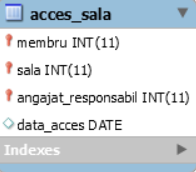 acces_sala
membru INT(11)
sala INT(11)
angajat_responsabil INT(11)
data_acces DATE
Indexes